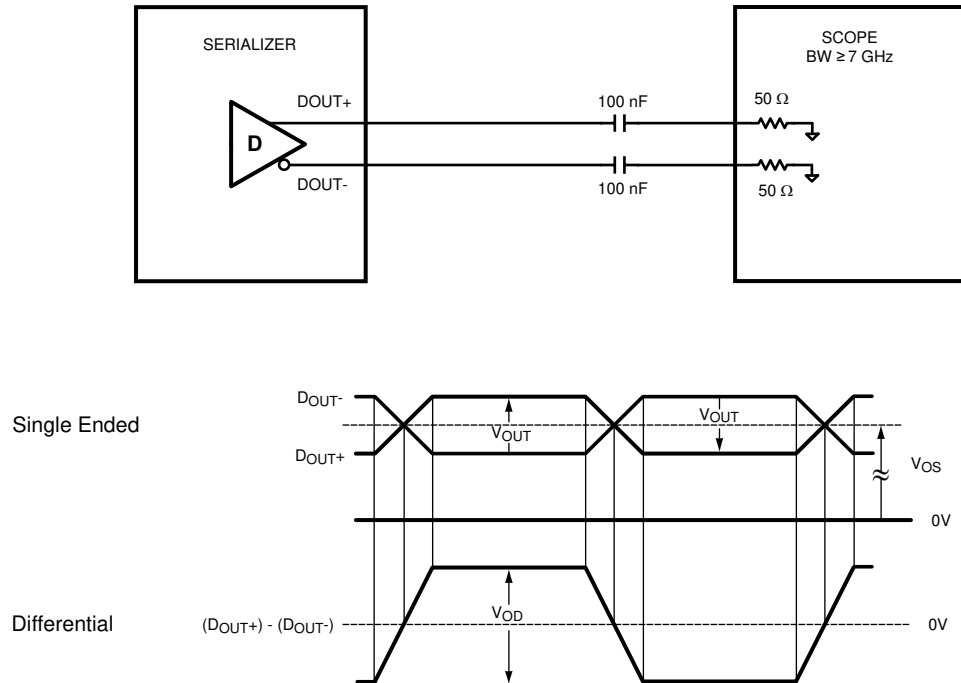 SERIALIZER
SCOPE
BW ≥ 7 GHz
DOUT+
100 nF
50 Ω
D
DOUT-
100 nF
50 Ω
DOUT-
Single Ended
VOUT
VOUT
DOUT+
VOS
≈
0V
VOD
Differential
(DOUT+) - (DOUT-)
0V